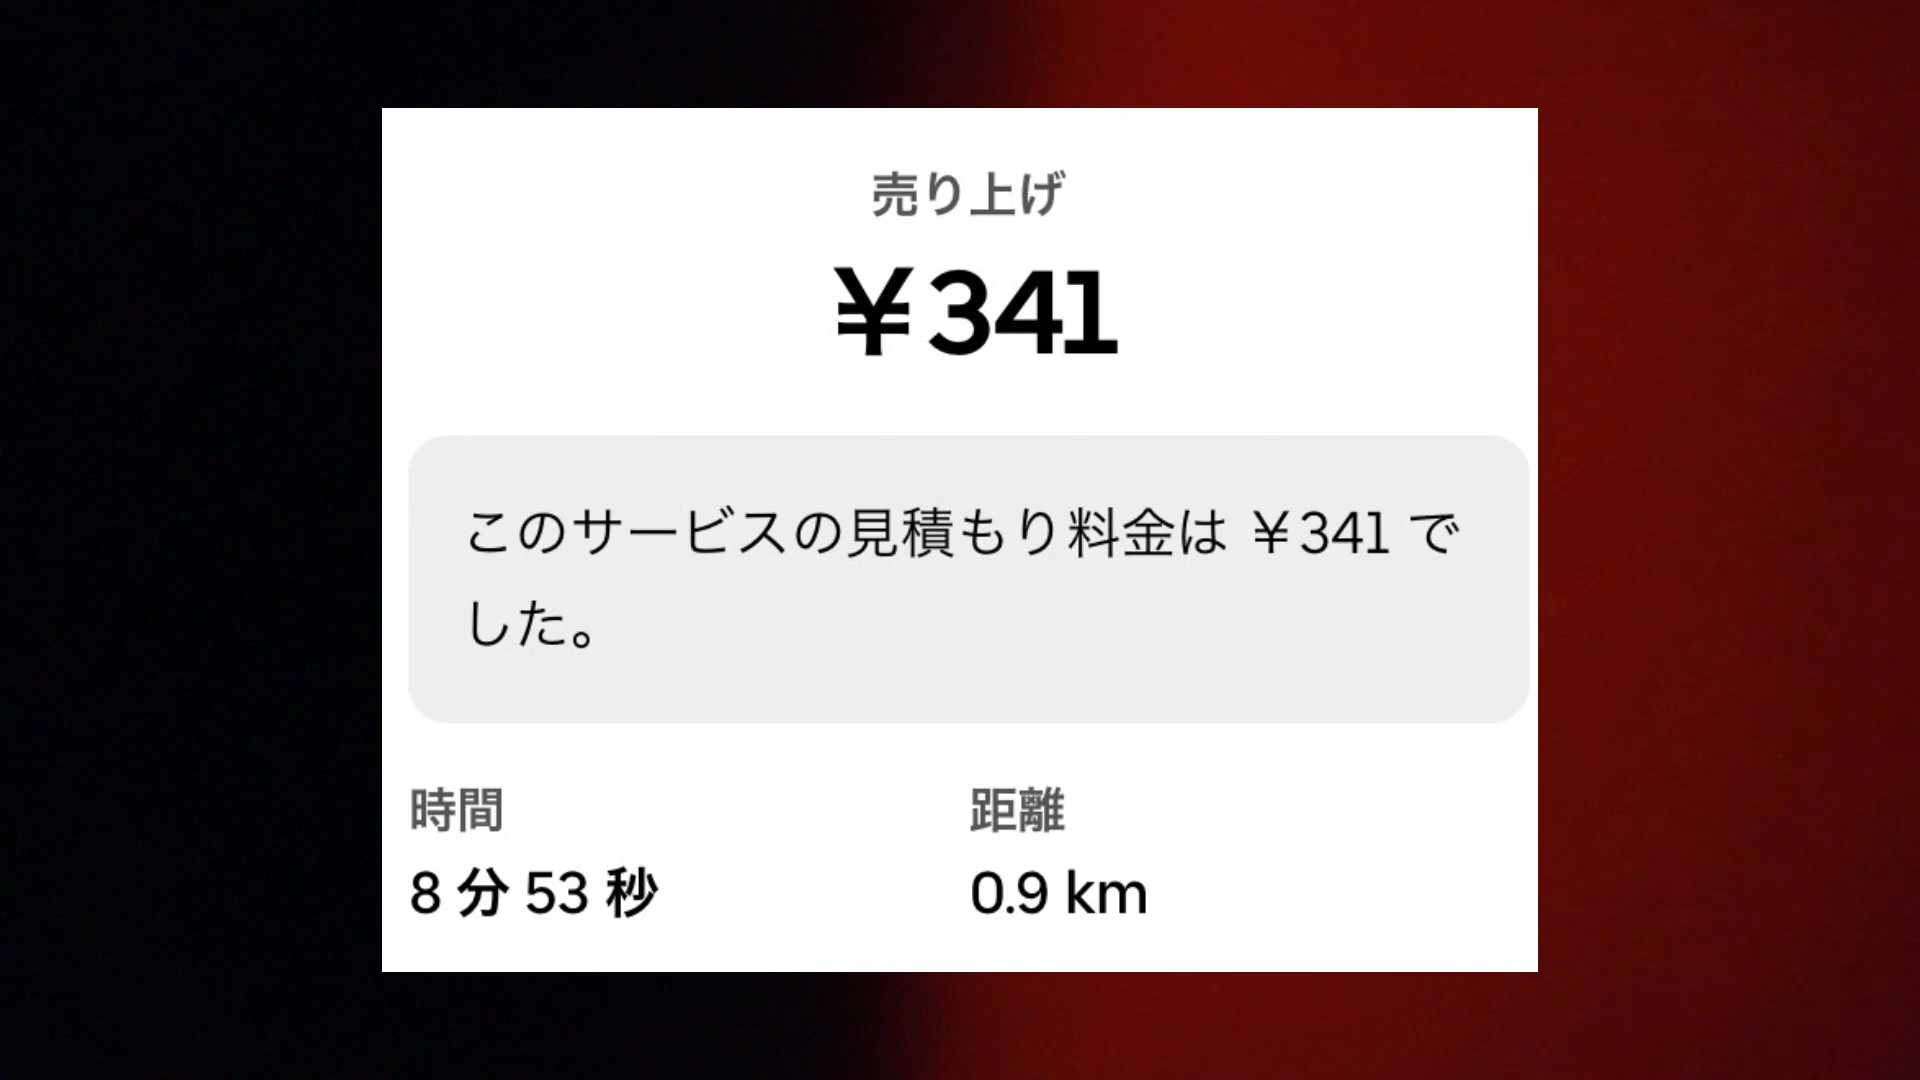 売り上げ
¥341
このサービスの見積もり料金は ¥341 で
した。
時間 距離
8 分 53 秒 0.9 km